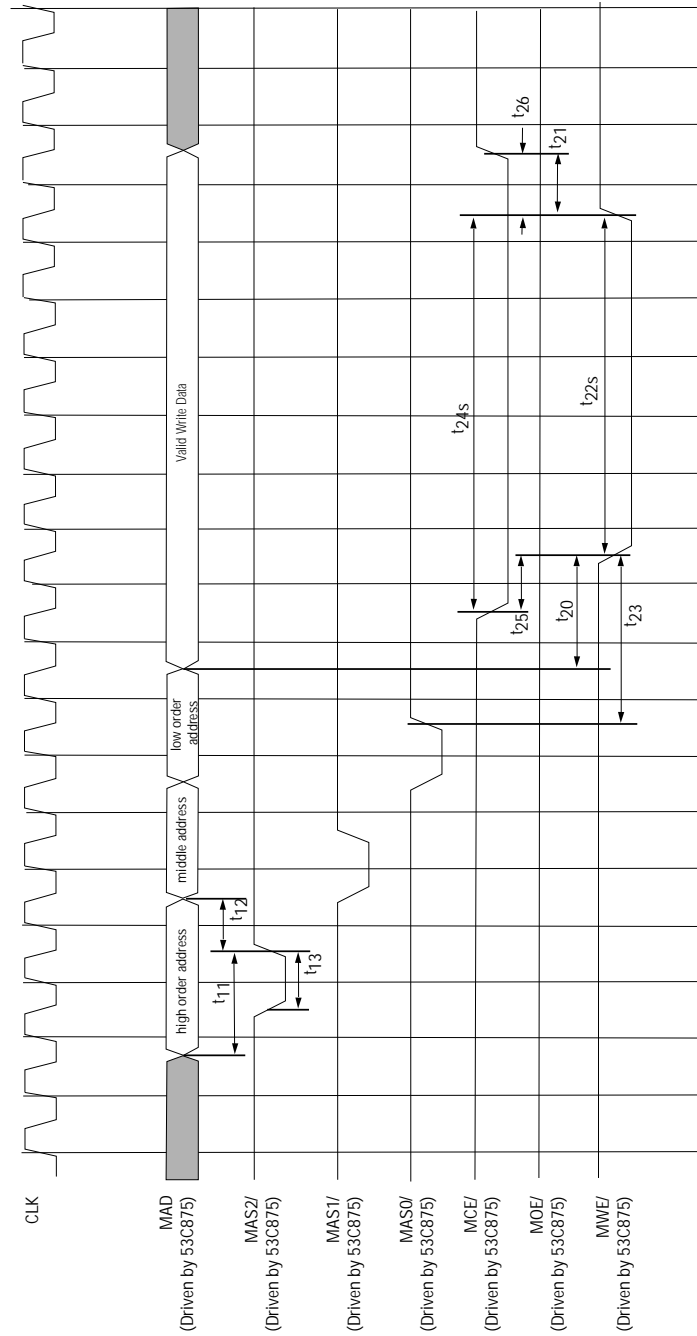 CLK
MAD
(Driven by 53C875)
high order address
middle address
low order
address
Valid Write Data
MAS2/
(Driven by 53C875)
t11
t12
t13
MAS1/
(Driven by 53C875)
MAS0/
(Driven by 53C875)
MCE/
(Driven by 53C875)
t24s
t25
t26
MOE/
(Driven by 53C875)
t20
t21
MWE/
(Driven by 53C875)
t23
t22s